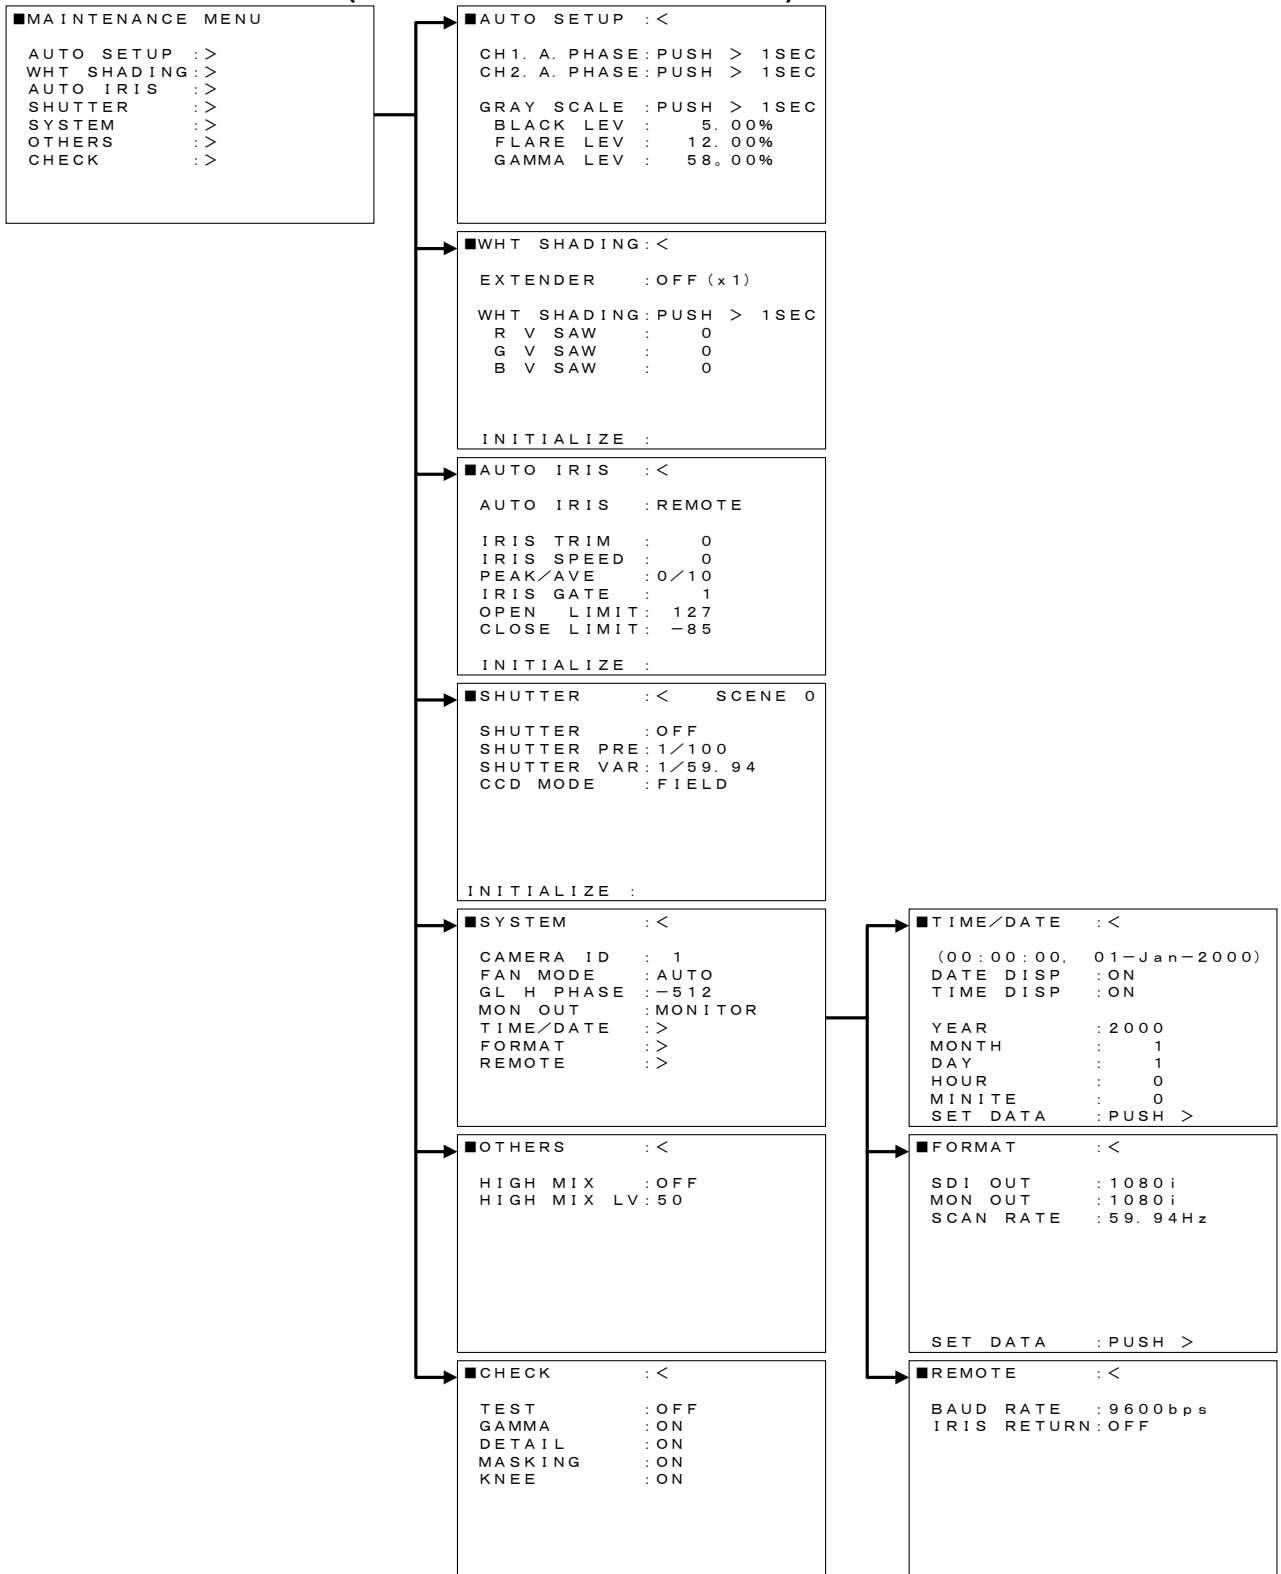 ■MAINTENANCE MENU
AUTO SETUP :>
WHT SHADING:>
AUTO IRIS :>
SHUTTER :>
SYSTEM :>
OTHERS :>
CHECK :>
■AUTO SETUP :<
CH1. A. PHASE:PUSH > 1SEC
CH2. A. PHASE:PUSH > 1SEC
GRAY SCALE :PUSH > 1SEC
BLACK LEV : 5. 00%
FLARE LEV : 12. 00%
GAMMA LEV : 58。00%
■WHT SHADING:<
EXTENDER :OFF(x1)
WHT SHADING:PUSH > 1SEC
R V SAW : 0
G V SAW : 0
B V SAW : 0
INITIALIZE :
■AUTO IRIS :<
AUTO IRIS :REMOTE
IRIS TRIM : 0
IRIS SPEED : 0
PEAK/AVE :0/10
IRIS GATE : 1
OPEN LIMIT: 127
CLOSE LIMIT: -85
INITIALIZE :
■SHUTTER :< SCENE 0
SHUTTER :OFF
SHUTTER PRE:1/100
SHUTTER VAR:1/59. 94
CCD MODE :FIELD
INITIALIZE :
■SYSTEM :<
CAMERA ID : 1
FAN MODE :AUTO
GL H PHASE :-512
MON OUT :MONITOR
TIME/DATE :>
FORMAT :>
REMOTE :>
■TIME/DATE :<
(00:00:00, 01-Jan-2000)
DATE DISP :ON
TIME DISP :ON
YEAR :2000
MONTH : 1
DAY : 1
HOUR : 0
MINITE : 0
SET DATA :PUSH >
■OTHERS :<
HIGH MIX :OFF
HIGH MIX LV:50
■FORMAT :<
SDI OUT :1080i
MON OUT :1080i
SCAN RATE :59. 94Hz
SET DATA :PUSH >
■CHECK :<
TEST :OFF
GAMMA :ON
DETAIL :ON
MASKING :ON
KNEE :ON
■REMOTE :<
BAUD RATE :9600bps
IRIS RETURN:OFF